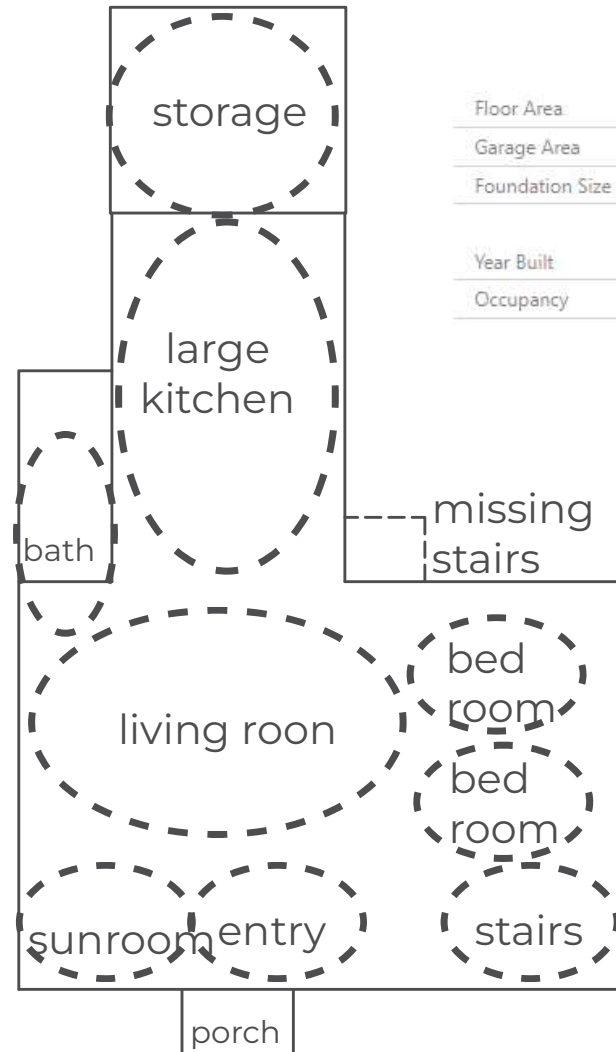 storage
Floor Area
Garage Area
Foundation Size
Year Built
Occupancy
large
kitchen
missing
stairs
bath
bed
room
living roon
bed
room
sunroom
entry
stairs
porch